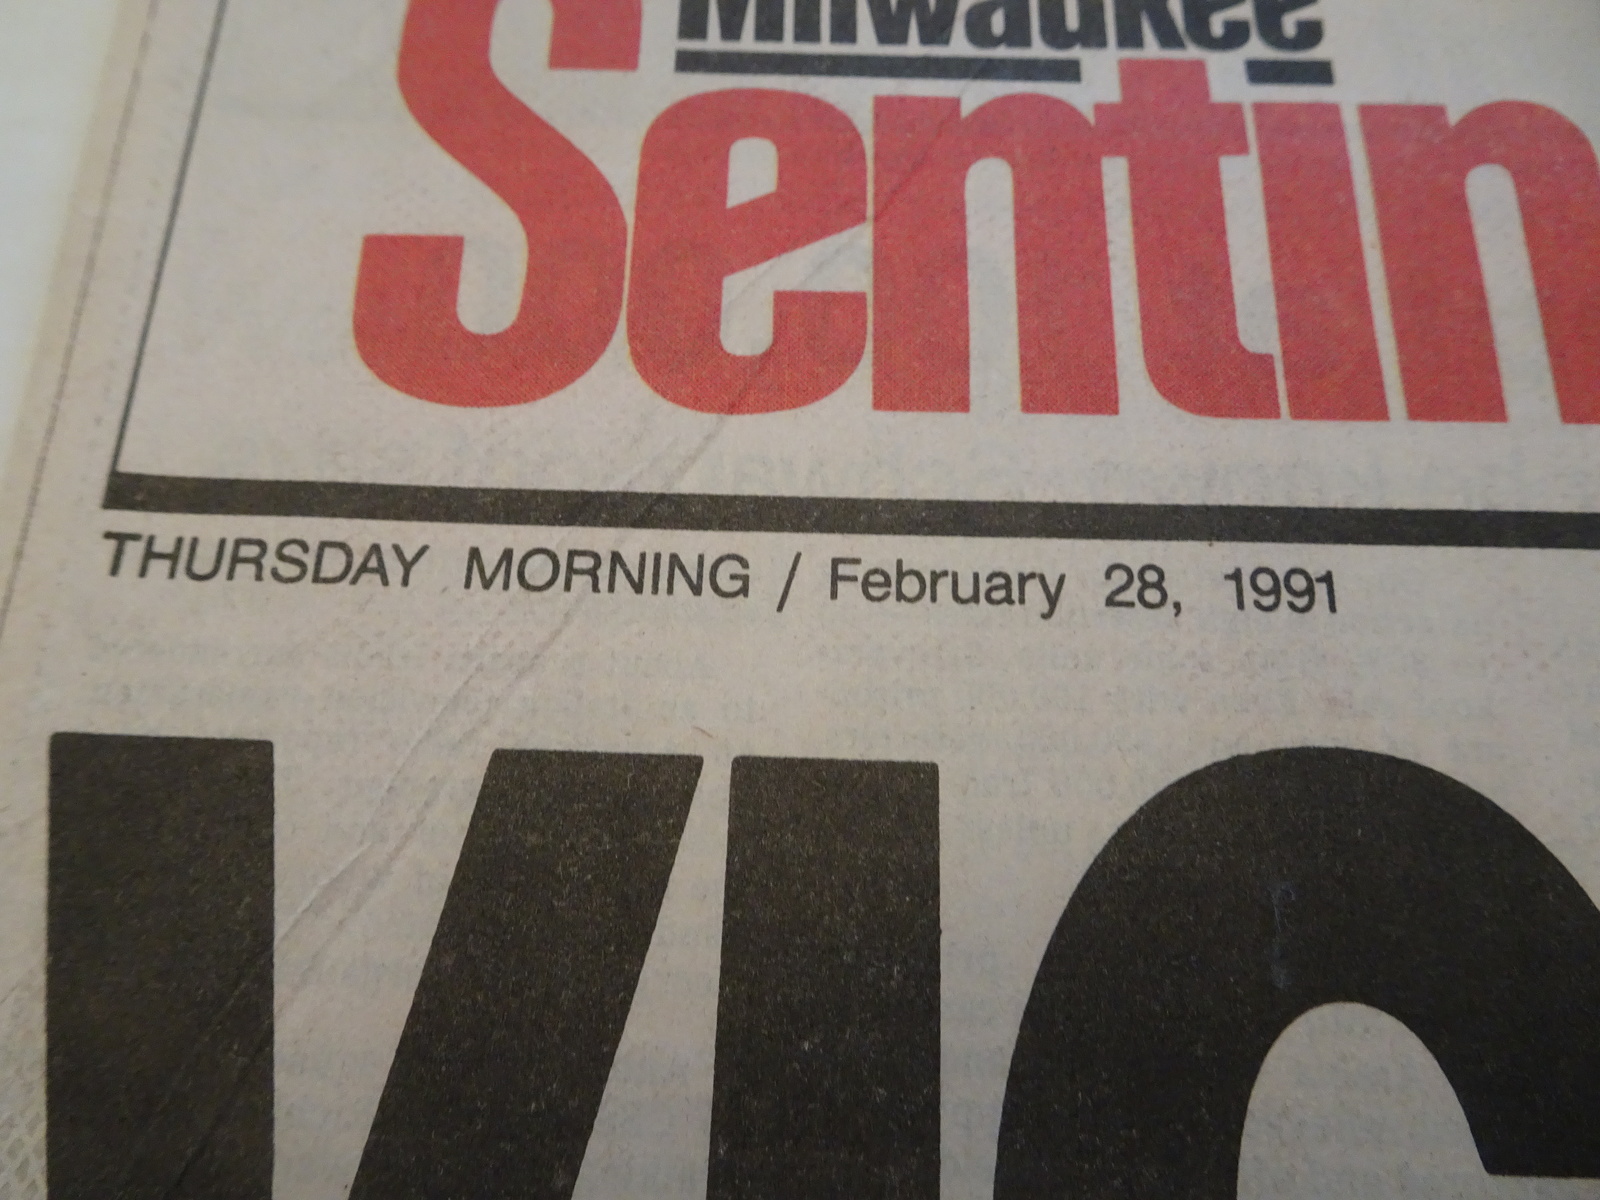 Milwaukee
Sentin
THURSDAY MORNING / February 28, 1991
VIC